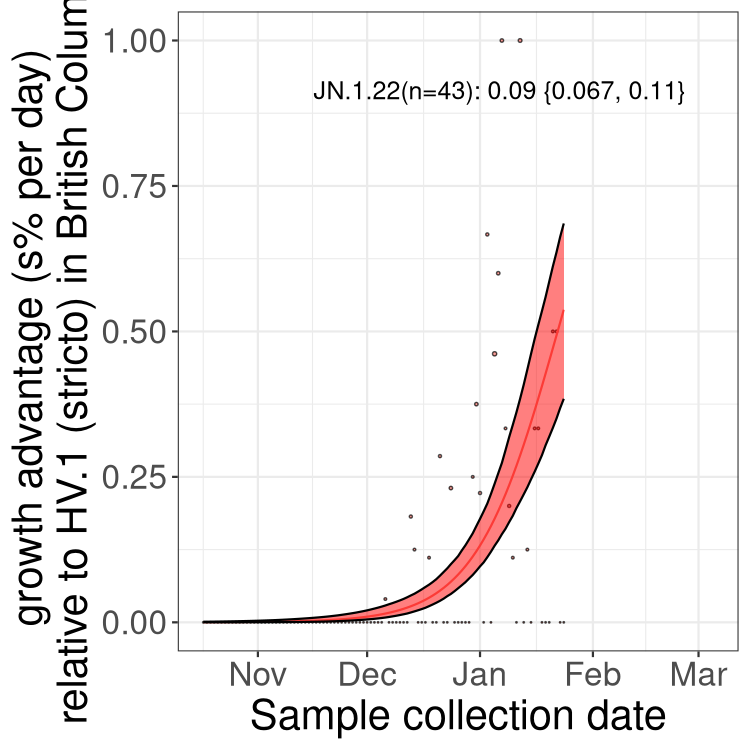 growth advantage (s% per day)
relative to HV.1 (stricto) in British Colum
1.00
0.75
0.50
0.25
0.00
JN.1.22(n=43): 0.09 {0.067, 0.11}
Nov Dec Jan Feb Mar
Sample collection date